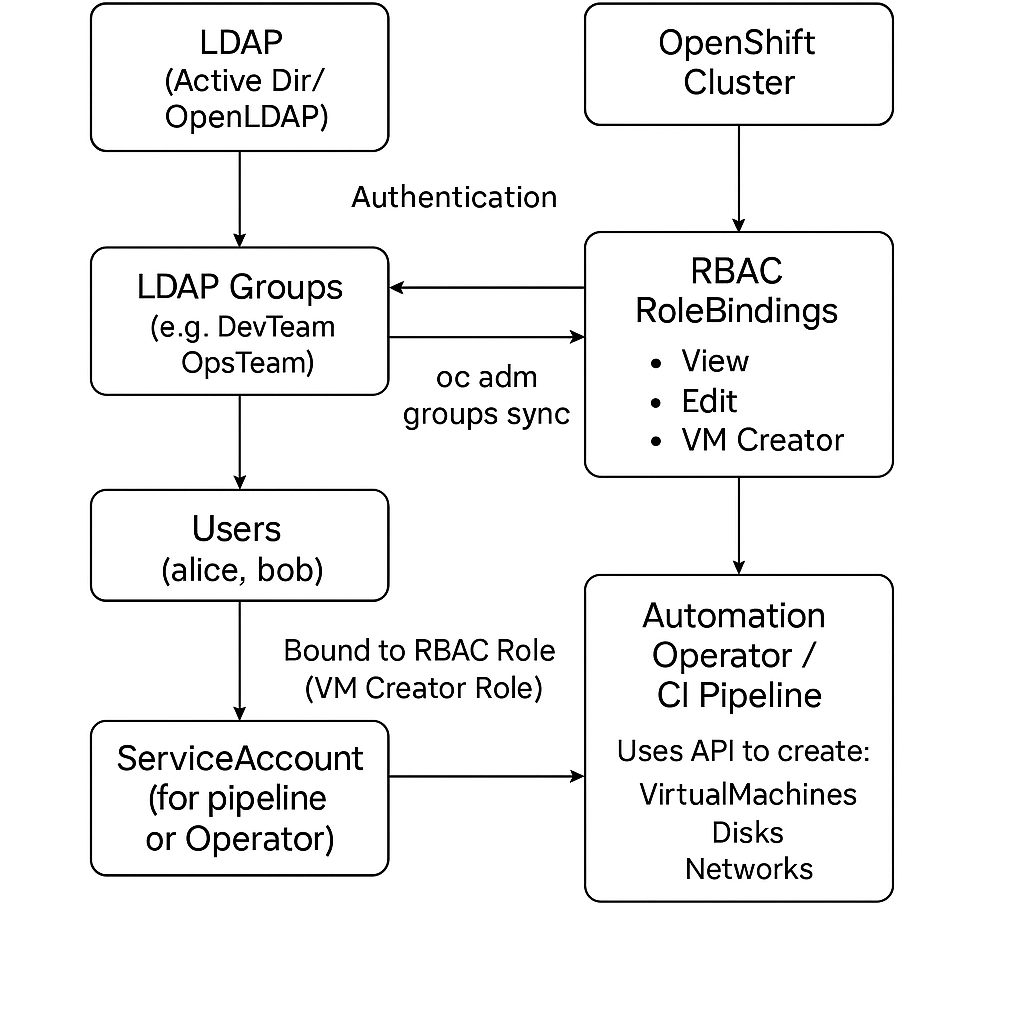 LDAP
(Active Dir/
OpenLDAP)
OpenShift
Cluster
Authentication
LDAP Groups
(e.g. DevTeam
OpsTeam)
oc adm
groups sync
RBAC
RoleBindings
• View
• Edit
• VM Creator
Users
(alice, bob)
Bound to RBAC Role
(VM Creator Role)
ServiceAccount
(for pipeline
or Operator)
Automation
Operator /
CI Pipeline
Uses API to create:
VirtualMachines
Disks
Networks